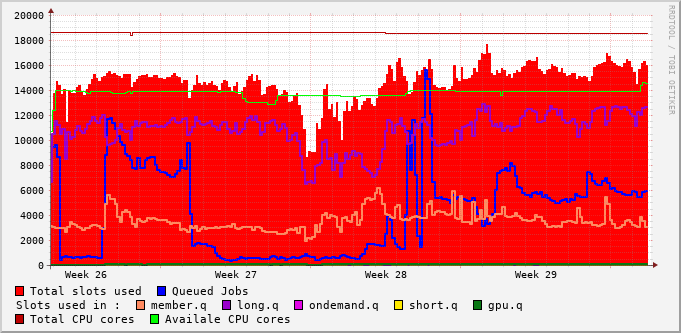 20000
18000
16000
14000
12000
10000
8000
6000
4000
2000
0
Week 26 Week 27 Week 28 Week 29
RRDTOOL / TOBI OETIKER
Total slots used Queued Jobs
Slots used in : member.q long.q ondemand.q short.q gpu.q
Total CPU cores Availale CPU cores